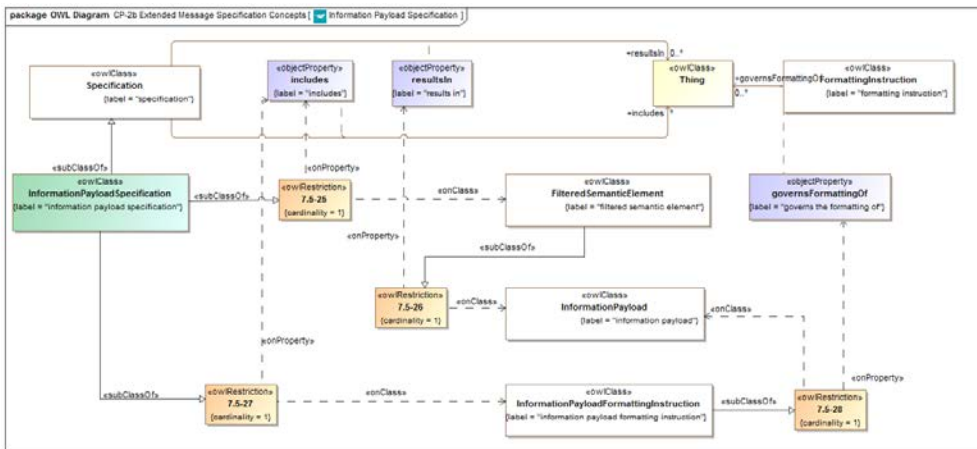 package OWL Diagram CP-2b Extended Message Specification Concepts [ Information Payload Specification ]
«owlClass»
Specification
{label = "specification"}
«objectProperty»
includes
{label = "includes"}
«objectProperty»
resultsIn
{label = "results in"}
+resultsIn 0..*
«owlClass»
Thing
+includes *
+governsFormattingOf
0..*
«owlClass»
FormattingInstruction
{label = "formatting instruction"}
«subClassOf»
«onProperty»
«owlClass»
InformationPayloadSpecification
{label = "information payload specification"}
«subClassOf»
«owlRestriction»
7.5-25
{cardinality = 1}
«onClass»
«owlClass»
FilteredSemanticElement
{label = "filtered semantic element"}
«objectProperty»
governsFormattingOf
{label = "governs the formatting of"}
«onProperty»
«subClassOf»
«owlRestriction»
7.5-26
{cardinality = 1}
«onClass»
«owlClass»
InformationPayload
{label = "information payload"}
«onClass»
«onProperty»
«onProperty»
«subClassOf»
«owlRestriction»
7.5-27
{cardinality = 1}
«onClass»
«owlClass»
InformationPayloadFormattingInstruction
{label = "information payload formatting instruction"}
«subClassOf»
«owlRestriction»
7.5-28
{cardinality = 1}